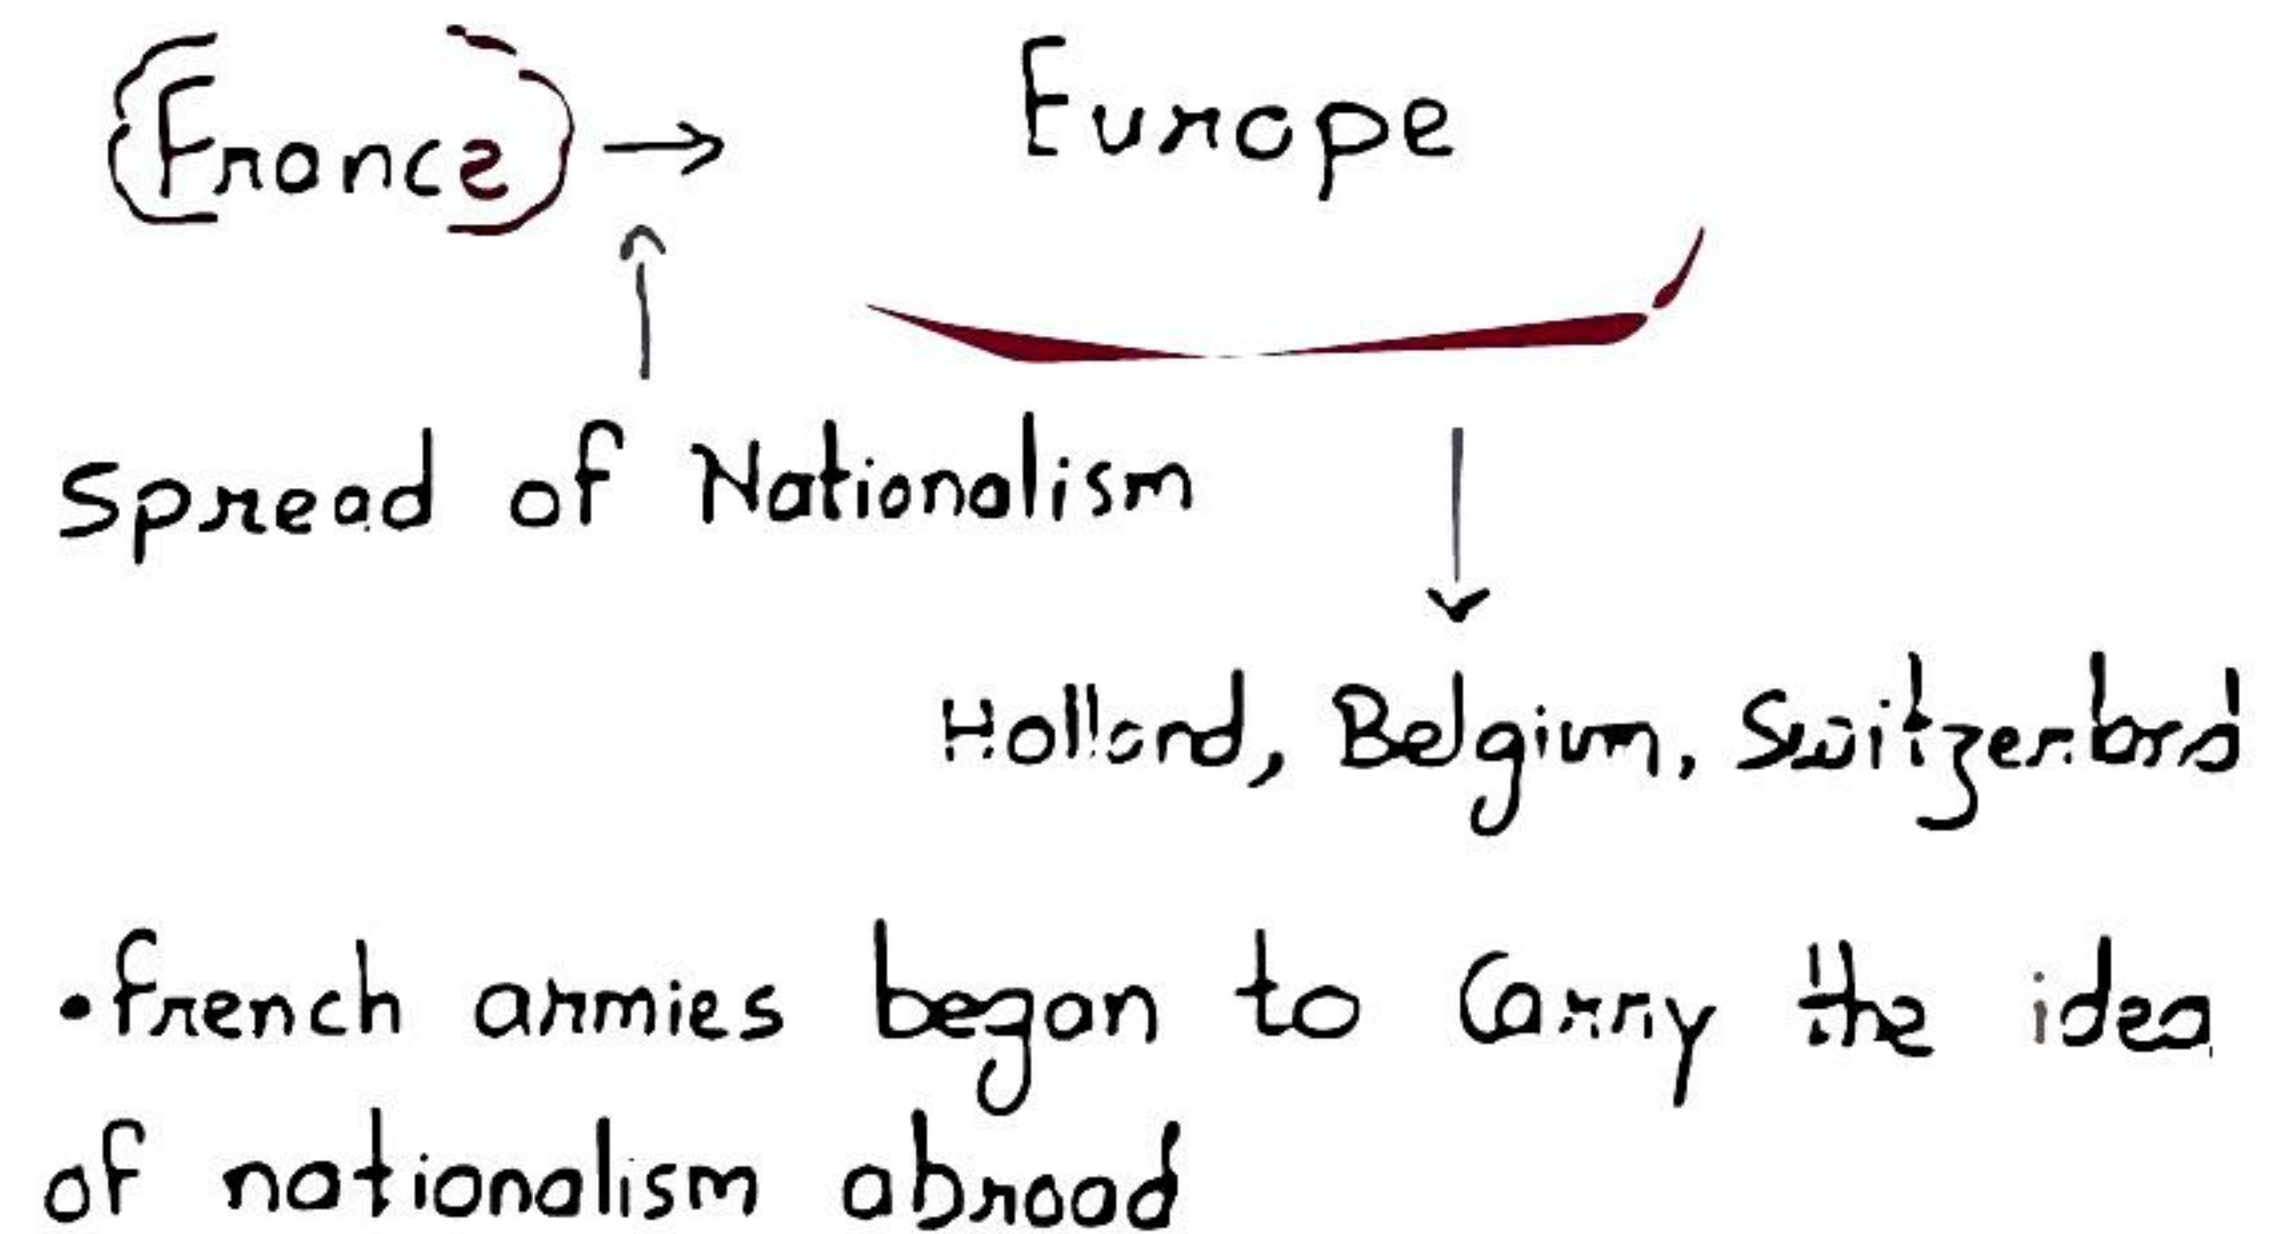 France → Europe
Spread of Nationalism
Holland, Belgium, Switzerland
•french armies began to Carry the idea
of nationalism abroad